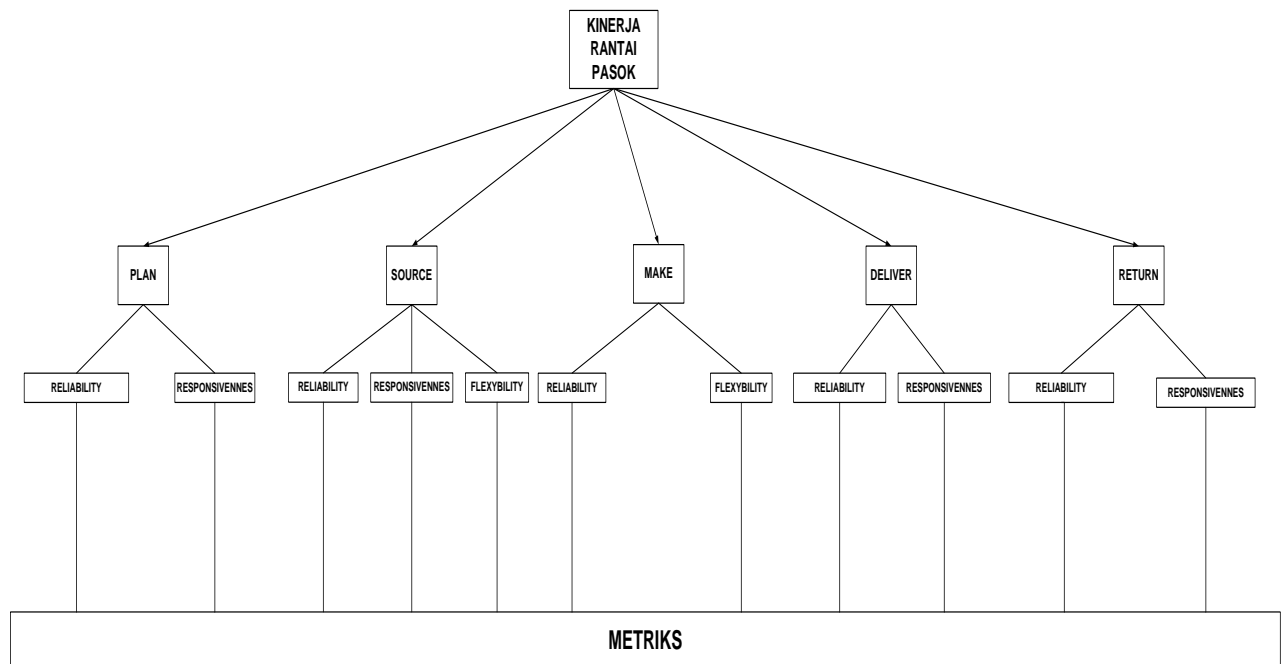 KINERJA
RANTAI
PASOK
PLAN
SOURCE
MAKE
DELIVER
RETURN
RELIABILITY
RESPONSIVENNES
RELIABILITY
RESPONSIVENNES
FLEXYBILITY
RELIABILITY
FLEXYBILITY
RELIABILITY
RESPONSIVENNES
RELIABILITY
RESPONSIVENNES
METRIKS